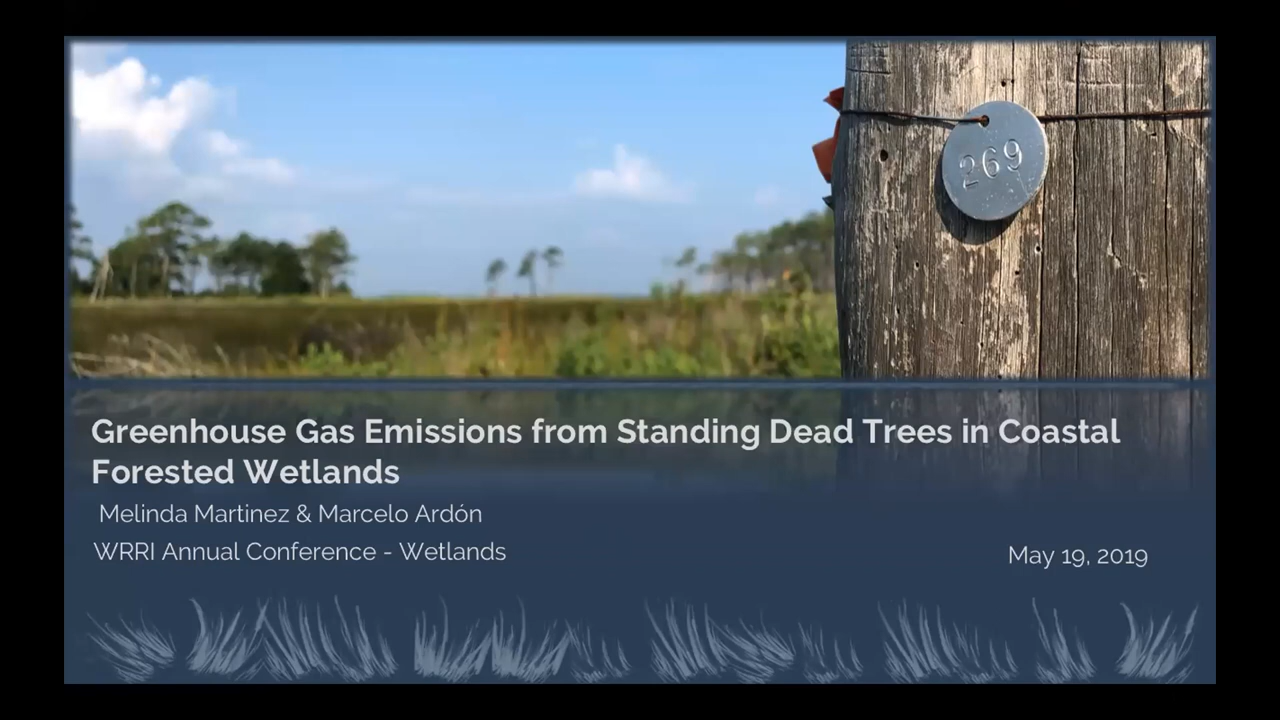 269
Greenhouse Gas Emissions from Standing Dead Trees in Coastal
Forested Wetlands
Melinda Martinez & Marcelo Ardón
WRRI Annual Conference - Wetlands
May 19, 2019